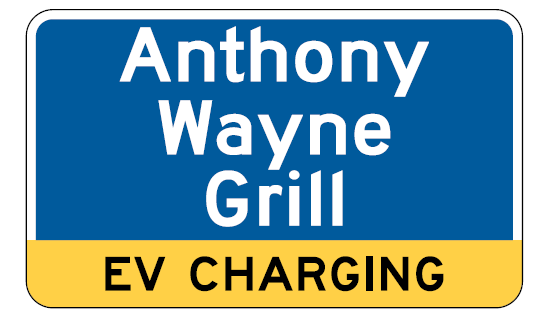 Anthony
Wayne
Grill
EV CHARGING